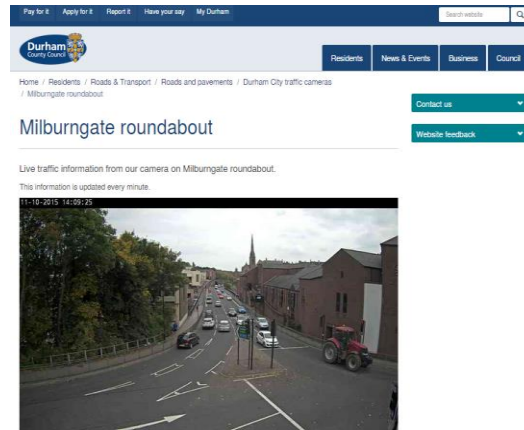 Pay for it Apply for it Report it Have your say My Durham
Search website
Durham
County Council
Residents News & Events Business Council
Home / Residents / Roads & Transport / Roads and pavements / Durham City traffic cameras
/ Milburngate roundabout
Contact us
Milburngate roundabout
Website feedback
Live traffic information from our camera on Milburngate roundabout.
This information is updated every minute.
11-10-2015 14:09:25